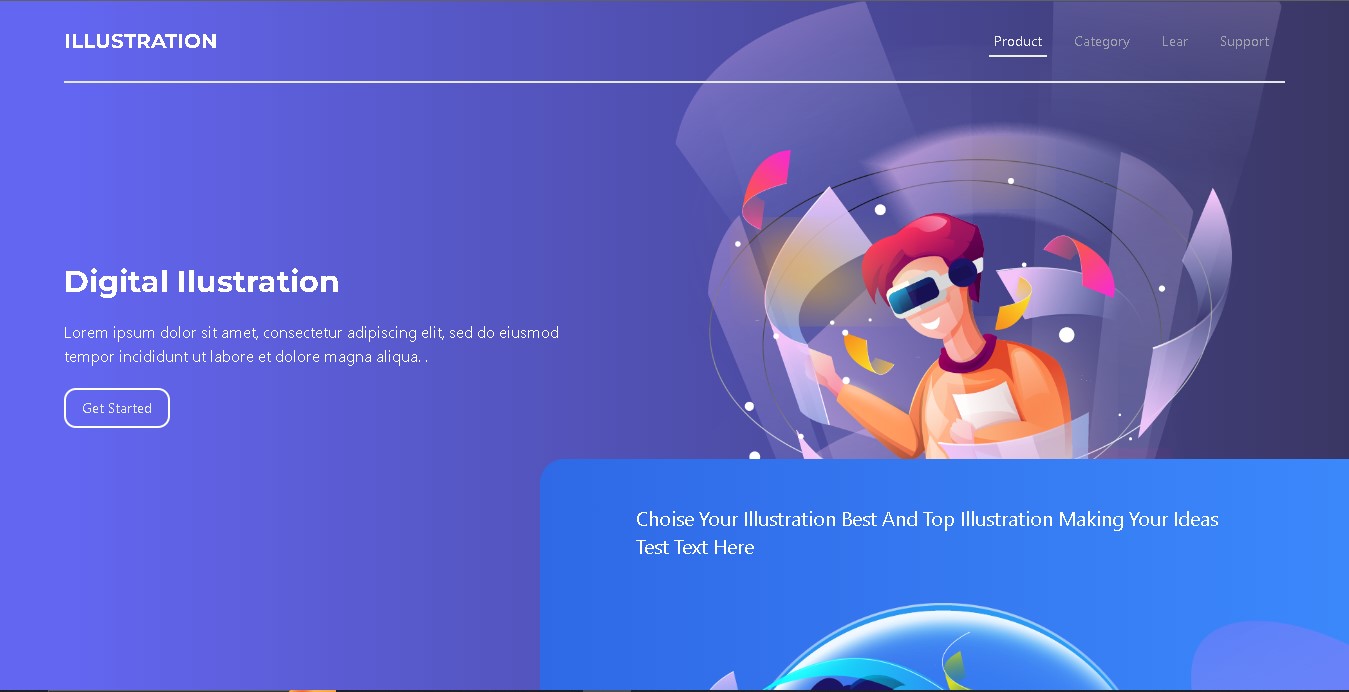 ILLUSTRATION
Product Category Lear Support
Digital Ilustration
Lorem ipsum dolor sit amet, consectetur adipiscing elit, sed do eiusmod
tempor incididunt ut labore et dolore magna aliqua. .
Get Started
Choise Your Illustration Best And Top Illustration Making Your Ideas
Test Text Here